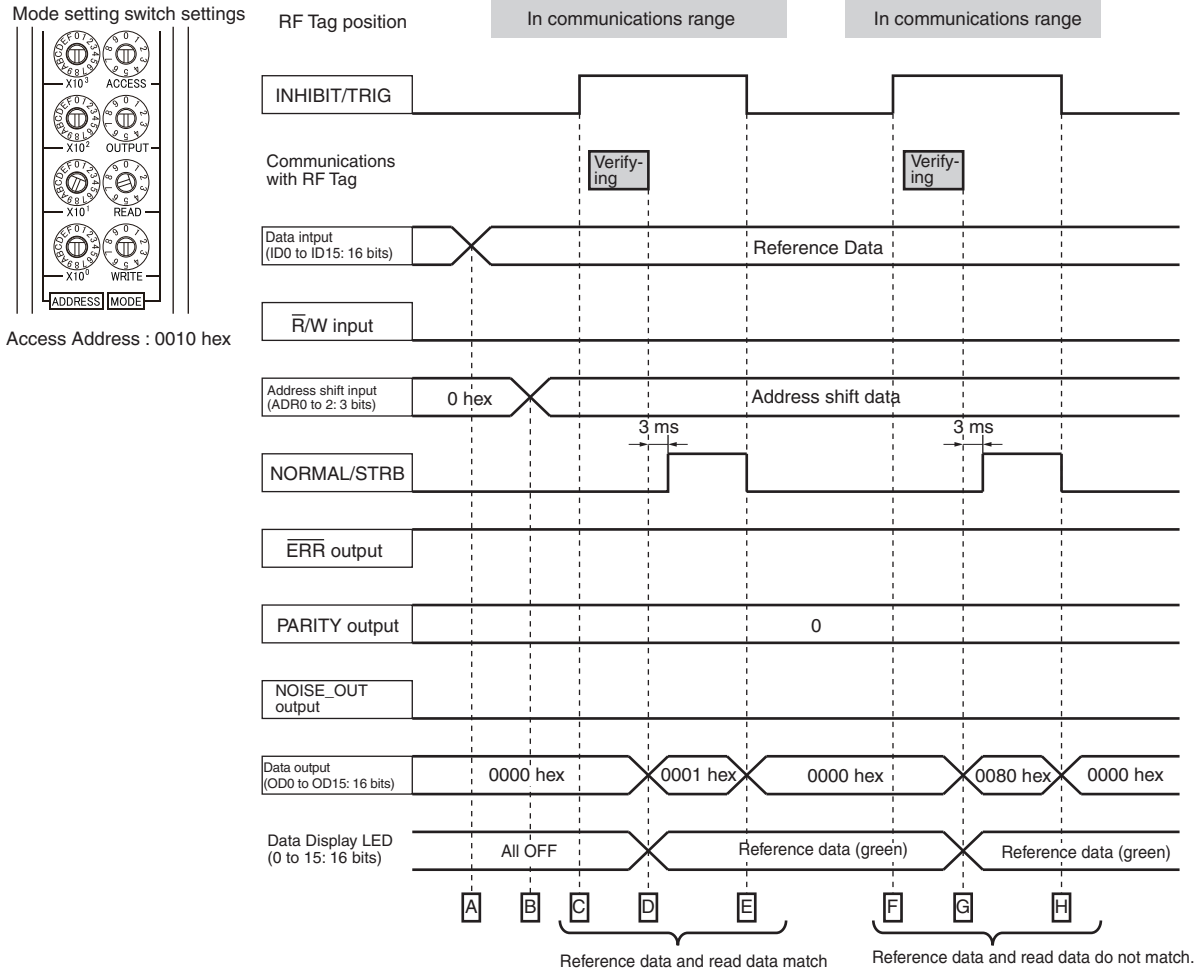 Mode setting switch settings
X10³ ACCESS
X10² OUTPUT
X10¹ READ
X10⁰ WRITE
ADDRESS MODE
Access Address : 0010 hex
RF Tag position
In communications range
In communications range
INHIBIT/TRIG
Communications
with RF Tag
Verify-
ing
Verify-
ing
Data intput
(ID0 to ID15: 16 bits)
Reference Data
R̅/W input
Address shift input
(ADR0 to 2: 3 bits)
0 hex
Address shift data
3 ms
3 ms
NORMAL/STRB
E̅R̅R̅ output
PARITY output
0
NOISE_OUT
output
Data output
(OD0 to OD15: 16 bits)
0000 hex
0001 hex
0000 hex
0080 hex
0000 hex
Data Display LED
(0 to 15: 16 bits)
All OFF
Reference data (green)
Reference data (green)
A B C D E F G H
Reference data and read data match
Reference data and read data do not match.